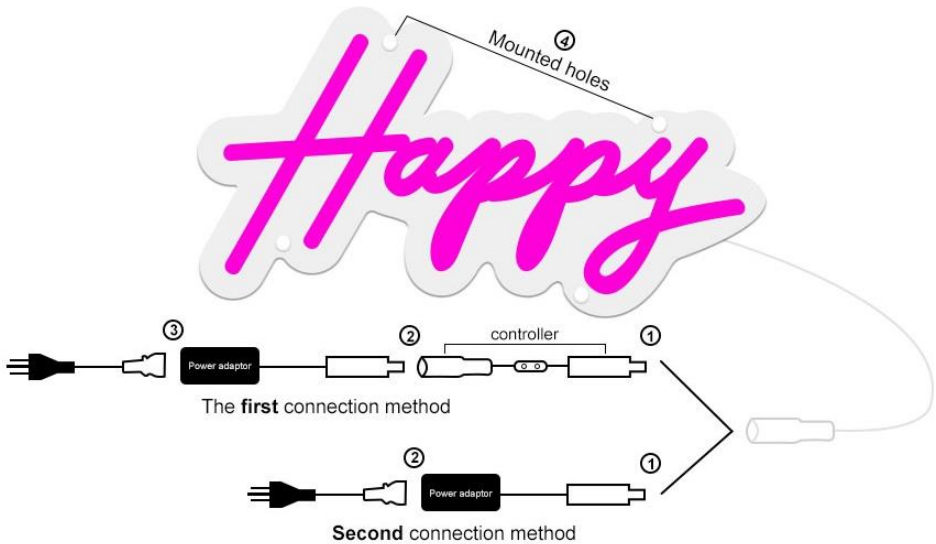 ④
Mounted holes
Happy
③
②
controller
①
Power adaptor
The first connection method
②
①
Power adaptor
Second connection method